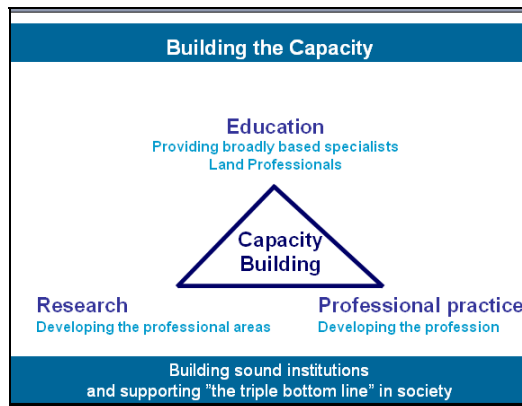 Building the Capacity
Education
Providing broadly based specialists
Land Professionals
Capacity
Building
Research
Developing the professional areas
Professional practice
Developing the profession
Building sound institutions
and supporting "the triple bottom line" in society